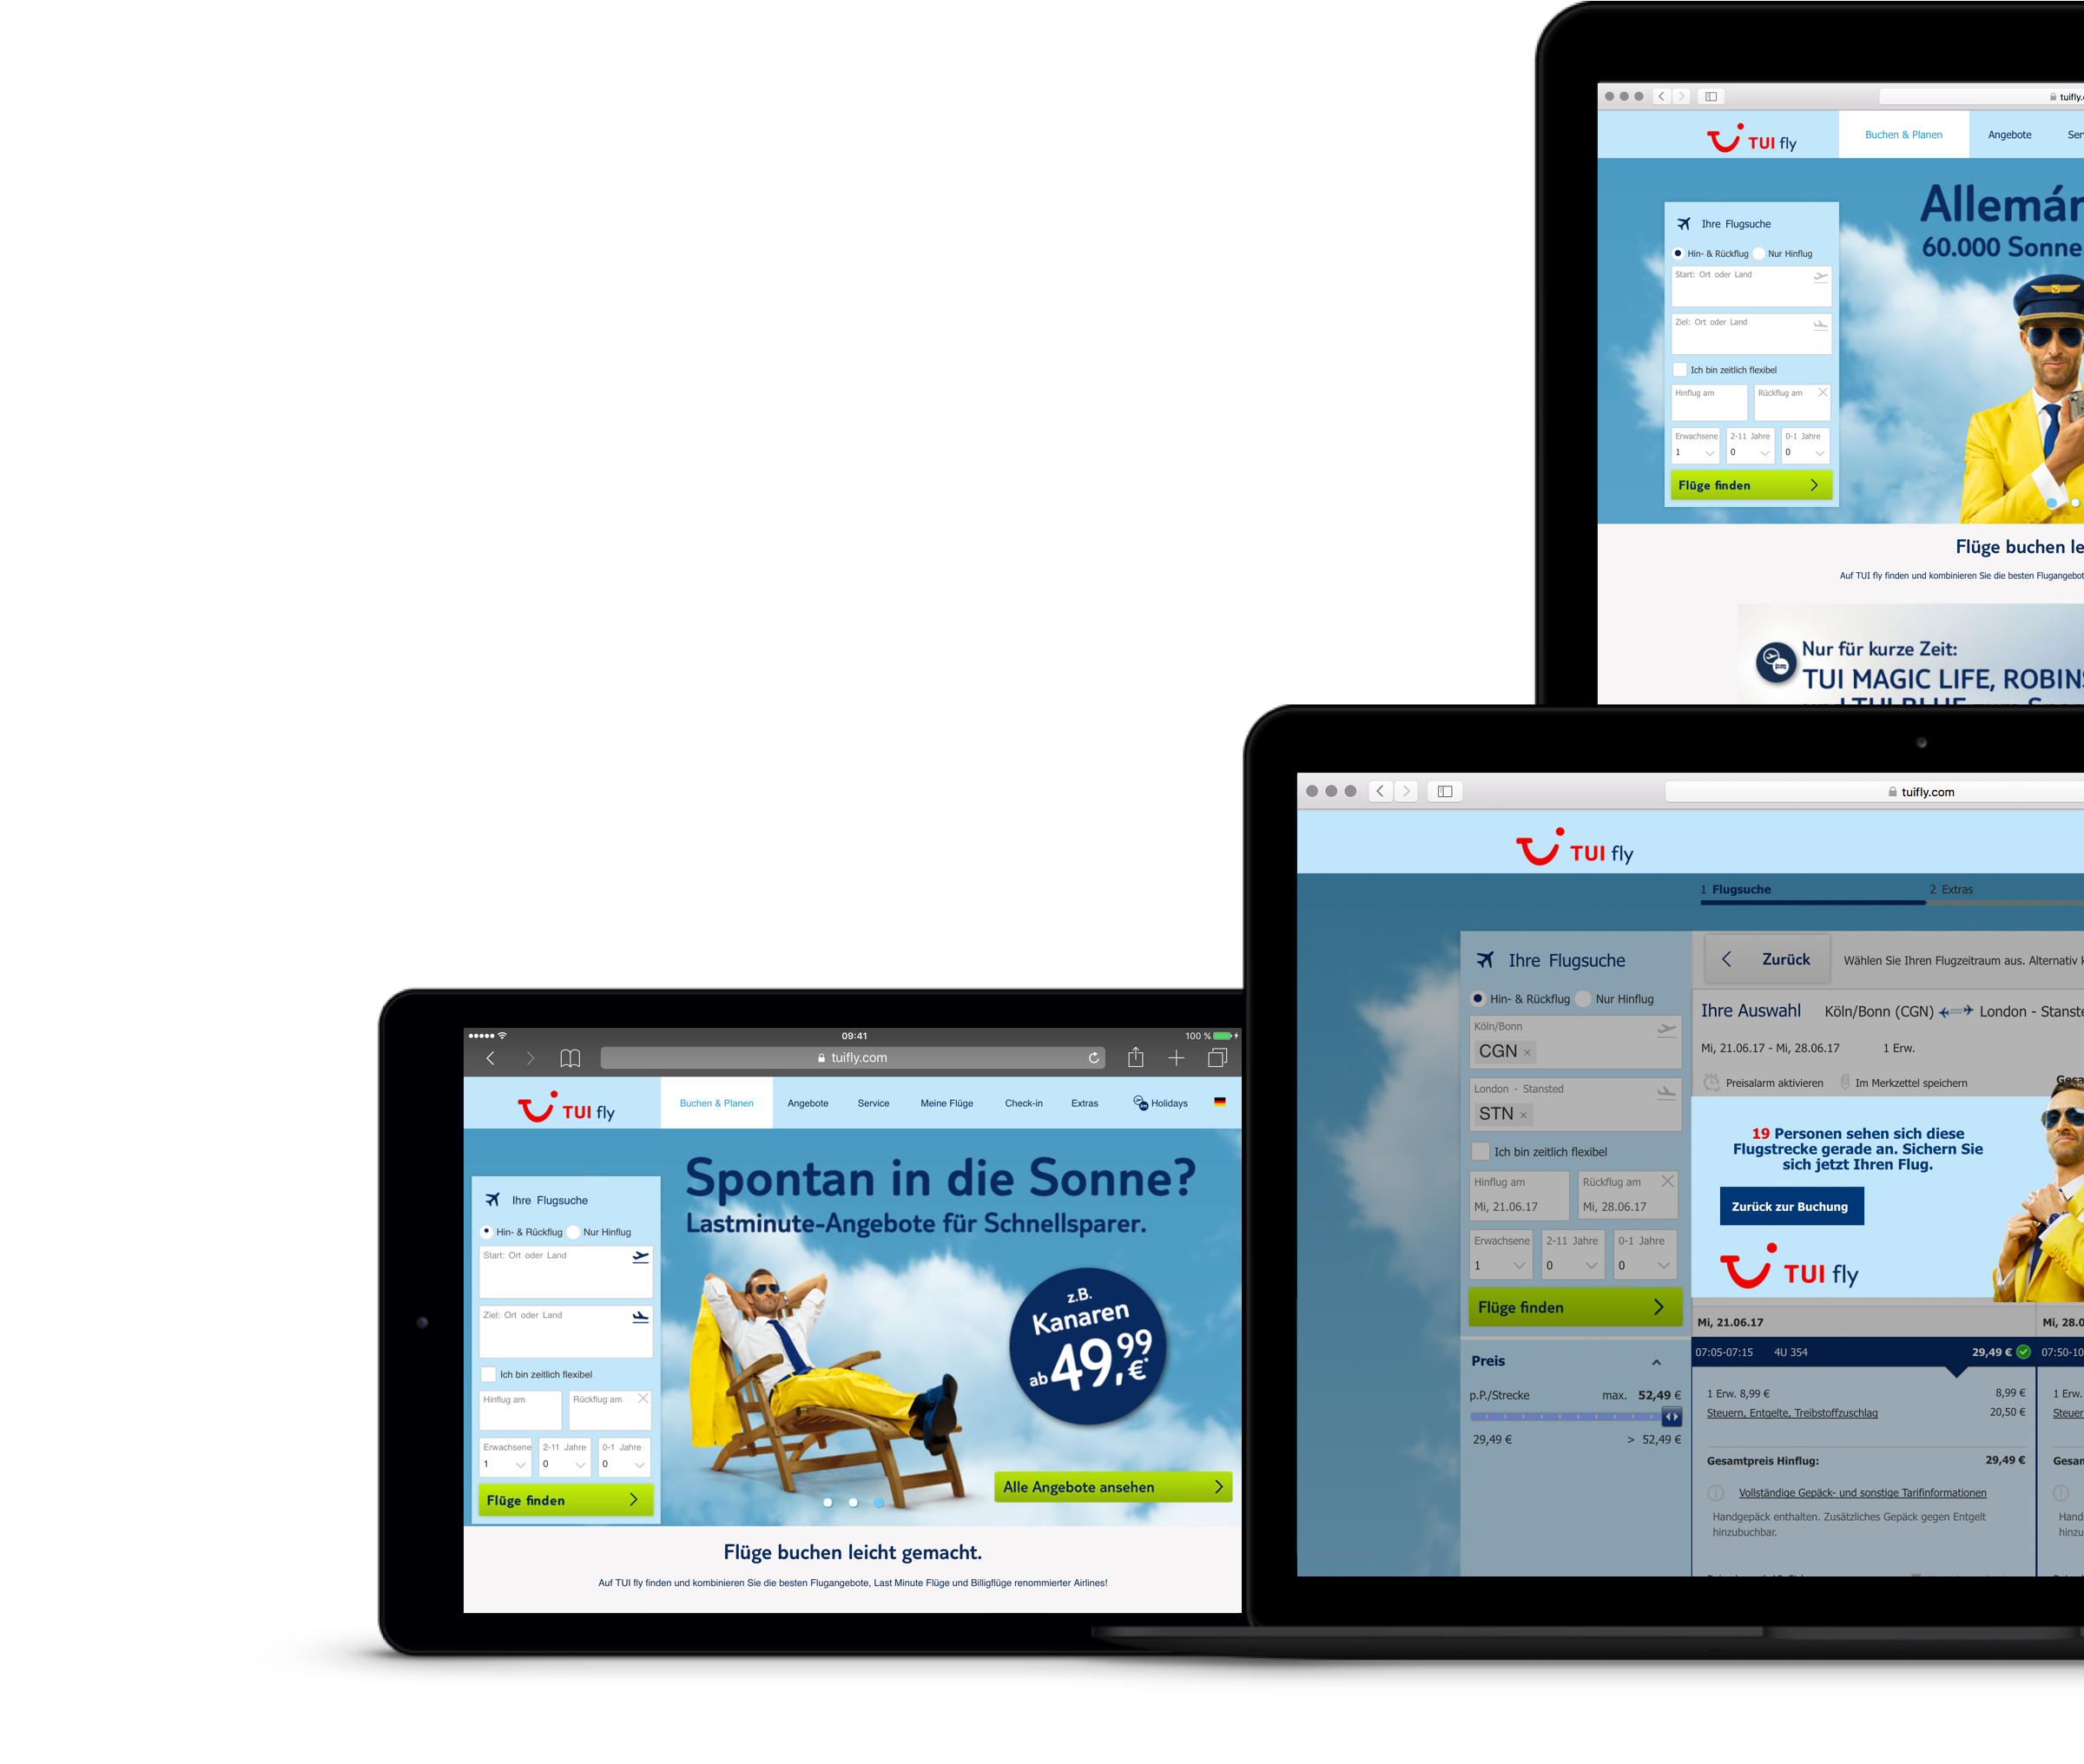 tuifly.
TUI fly
Buchen & Planen
Angebote
Ihre Flugsuche
Hin- & Rückflug
Nur Hinflug
Start: Ort oder Land
Ziel: Ort oder Land
Ich bin zeitlich flexibel
Hinflug am
Rückflug am
Erwachsene
2-11 Jahre
0-1 Jahre
1
0
0
Flüge finden
60.000 Sonne
Flüge buchen le
Auf TUI fly finden und kombinieren Sie die besten Flugangebot
Nur für kurze Zeit:
TUI MAGIC LIFE, ROBINS
tuifly.com
TUI fly
1 Flugsuche
2 Extras
Ihre Flugsuche
Hin- & Rückflug
Nur Hinflug
Köln/Bonn
CGN ×
London - Stansted
STN ×
Ich bin zeitlich flexibel
Hinflug am
Mi, 21.06.17
Rückflug am
Mi, 28.06.17
Erwachsene
2-11 Jahre
0-1 Jahre
1
0
0
Flüge finden
Preis
p.P./Strecke
max. 52,49 €
29,49 €
> 52,49 €
Zurück
Wählen Sie Ihren Flugzeitraum aus. Alternativ k
Ihre Auswahl
Köln/Bonn (CGN)
London - Stanste
Mi, 21.06.17 - Mi, 28.06.17
1 Erw.
Preisalarm aktivieren
Im Merkzettel speichern
19 Personen sehen sich diese
Flugstrecke gerade an. Sichern Sie
sich jetzt Ihren Flug.
Zurück zur Buchung
TUI fly
Mi, 21.06.17
Mi, 28.0
07:05-07:15
4U 354
29,49 €
07:50-10
1 Erw. 8,99 €
8,99 €
1 Erw.
Steuern, Entgelte, Treibstoffzuschlag
20,50 €
Steuer
Gesamtpreis Hinflug:
29,49 €
Gesam
Vollständige Gepäck- und sonstige Tarifinformationen
Handgepäck enthalten. Zusätzliches Gepäck gegen Entgelt
hinzubuchbar.
Hand
hinzu
09:41
100 %
tuifly.com
TUI fly
Buchen & Planen
Angebote
Service
Meine Flüge
Check-in
Extras
Holidays
Spontan in die Sonne?
Lastminute-Angebote für Schnellsparer.
Ihre Flugsuche
Hin- & Rückflug
Nur Hinflug
Start: Ort oder Land
Ziel: Ort oder Land
Ich bin zeitlich flexibel
Hinflug am
Rückflug am
Erwachsene
2-11 Jahre
0-1 Jahre
1
0
0
Flüge finden
z.B.
Kanaren
ab 49,99 €*
Alle Angebote ansehen
Flüge buchen leicht gemacht.
Auf TUI fly finden und kombinieren Sie die besten Flugangebote, Last Minute Flüge und Billigflüge renommierter Airlines!